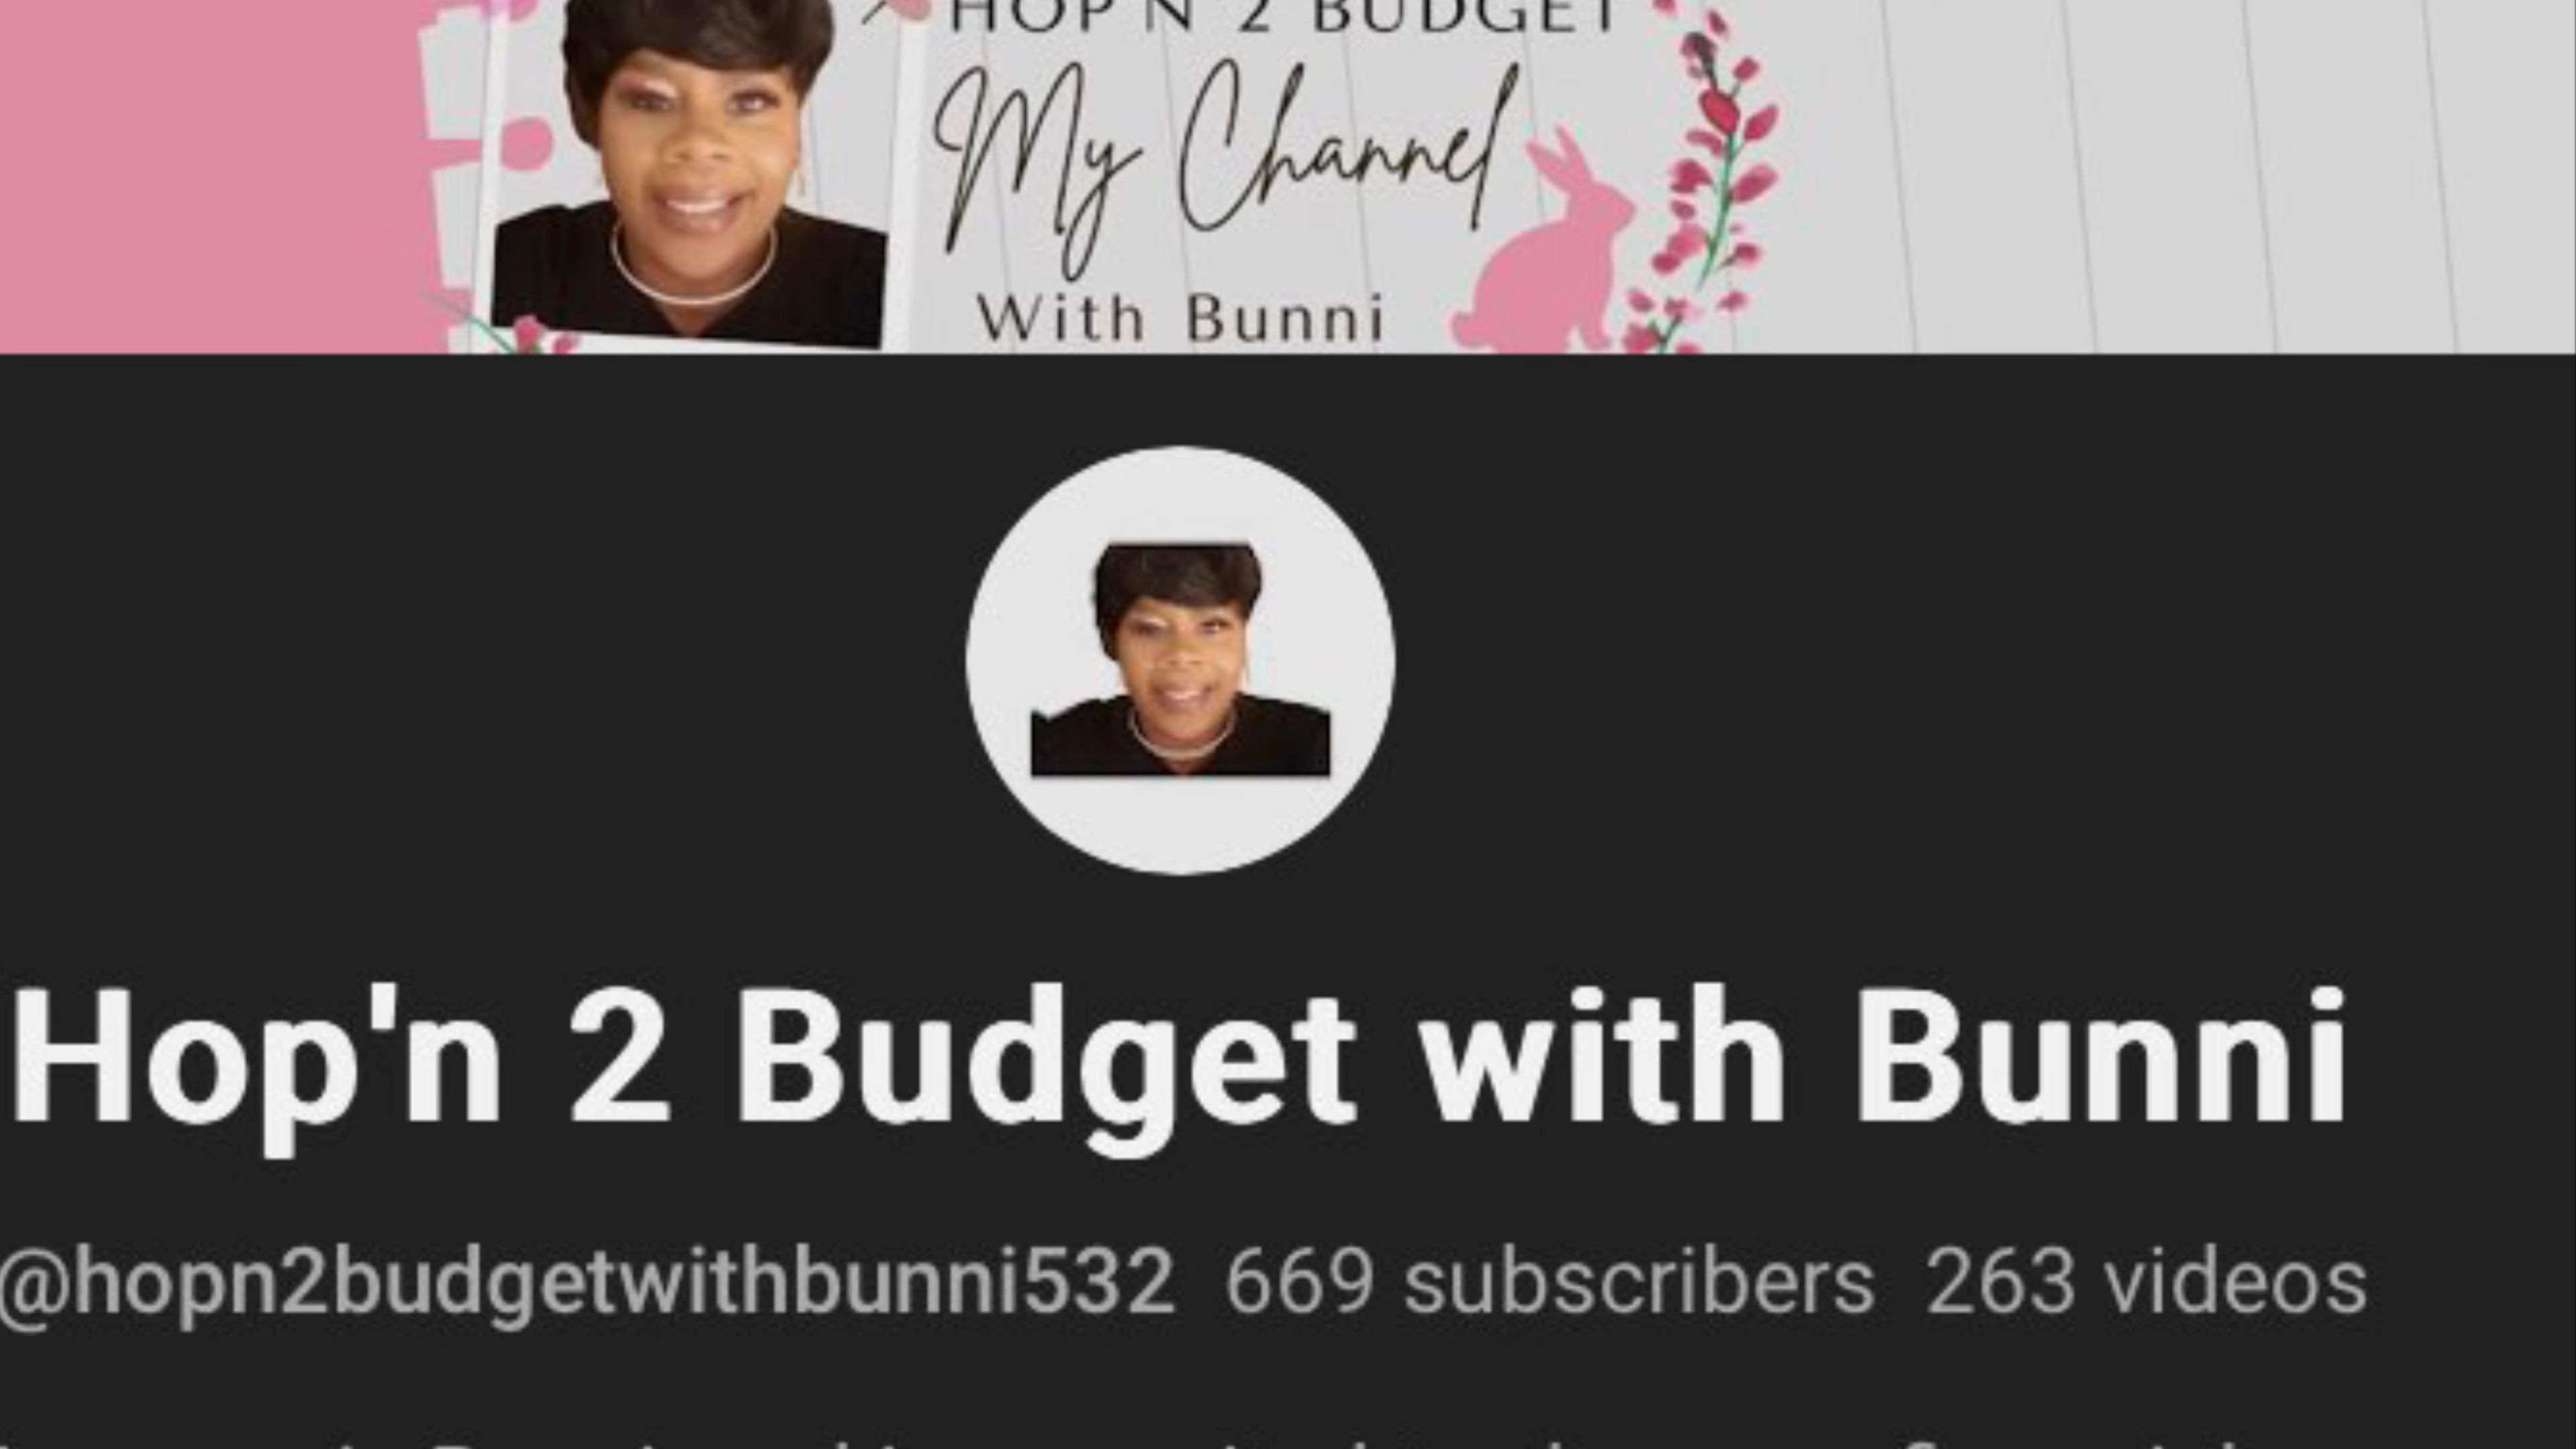 HOP'N 2 BUDGET
My Channel
With Bunni
Hop'n 2 Budget with Bunni
@hopn2budgetwithbunni532 669 subscribers 263 videos